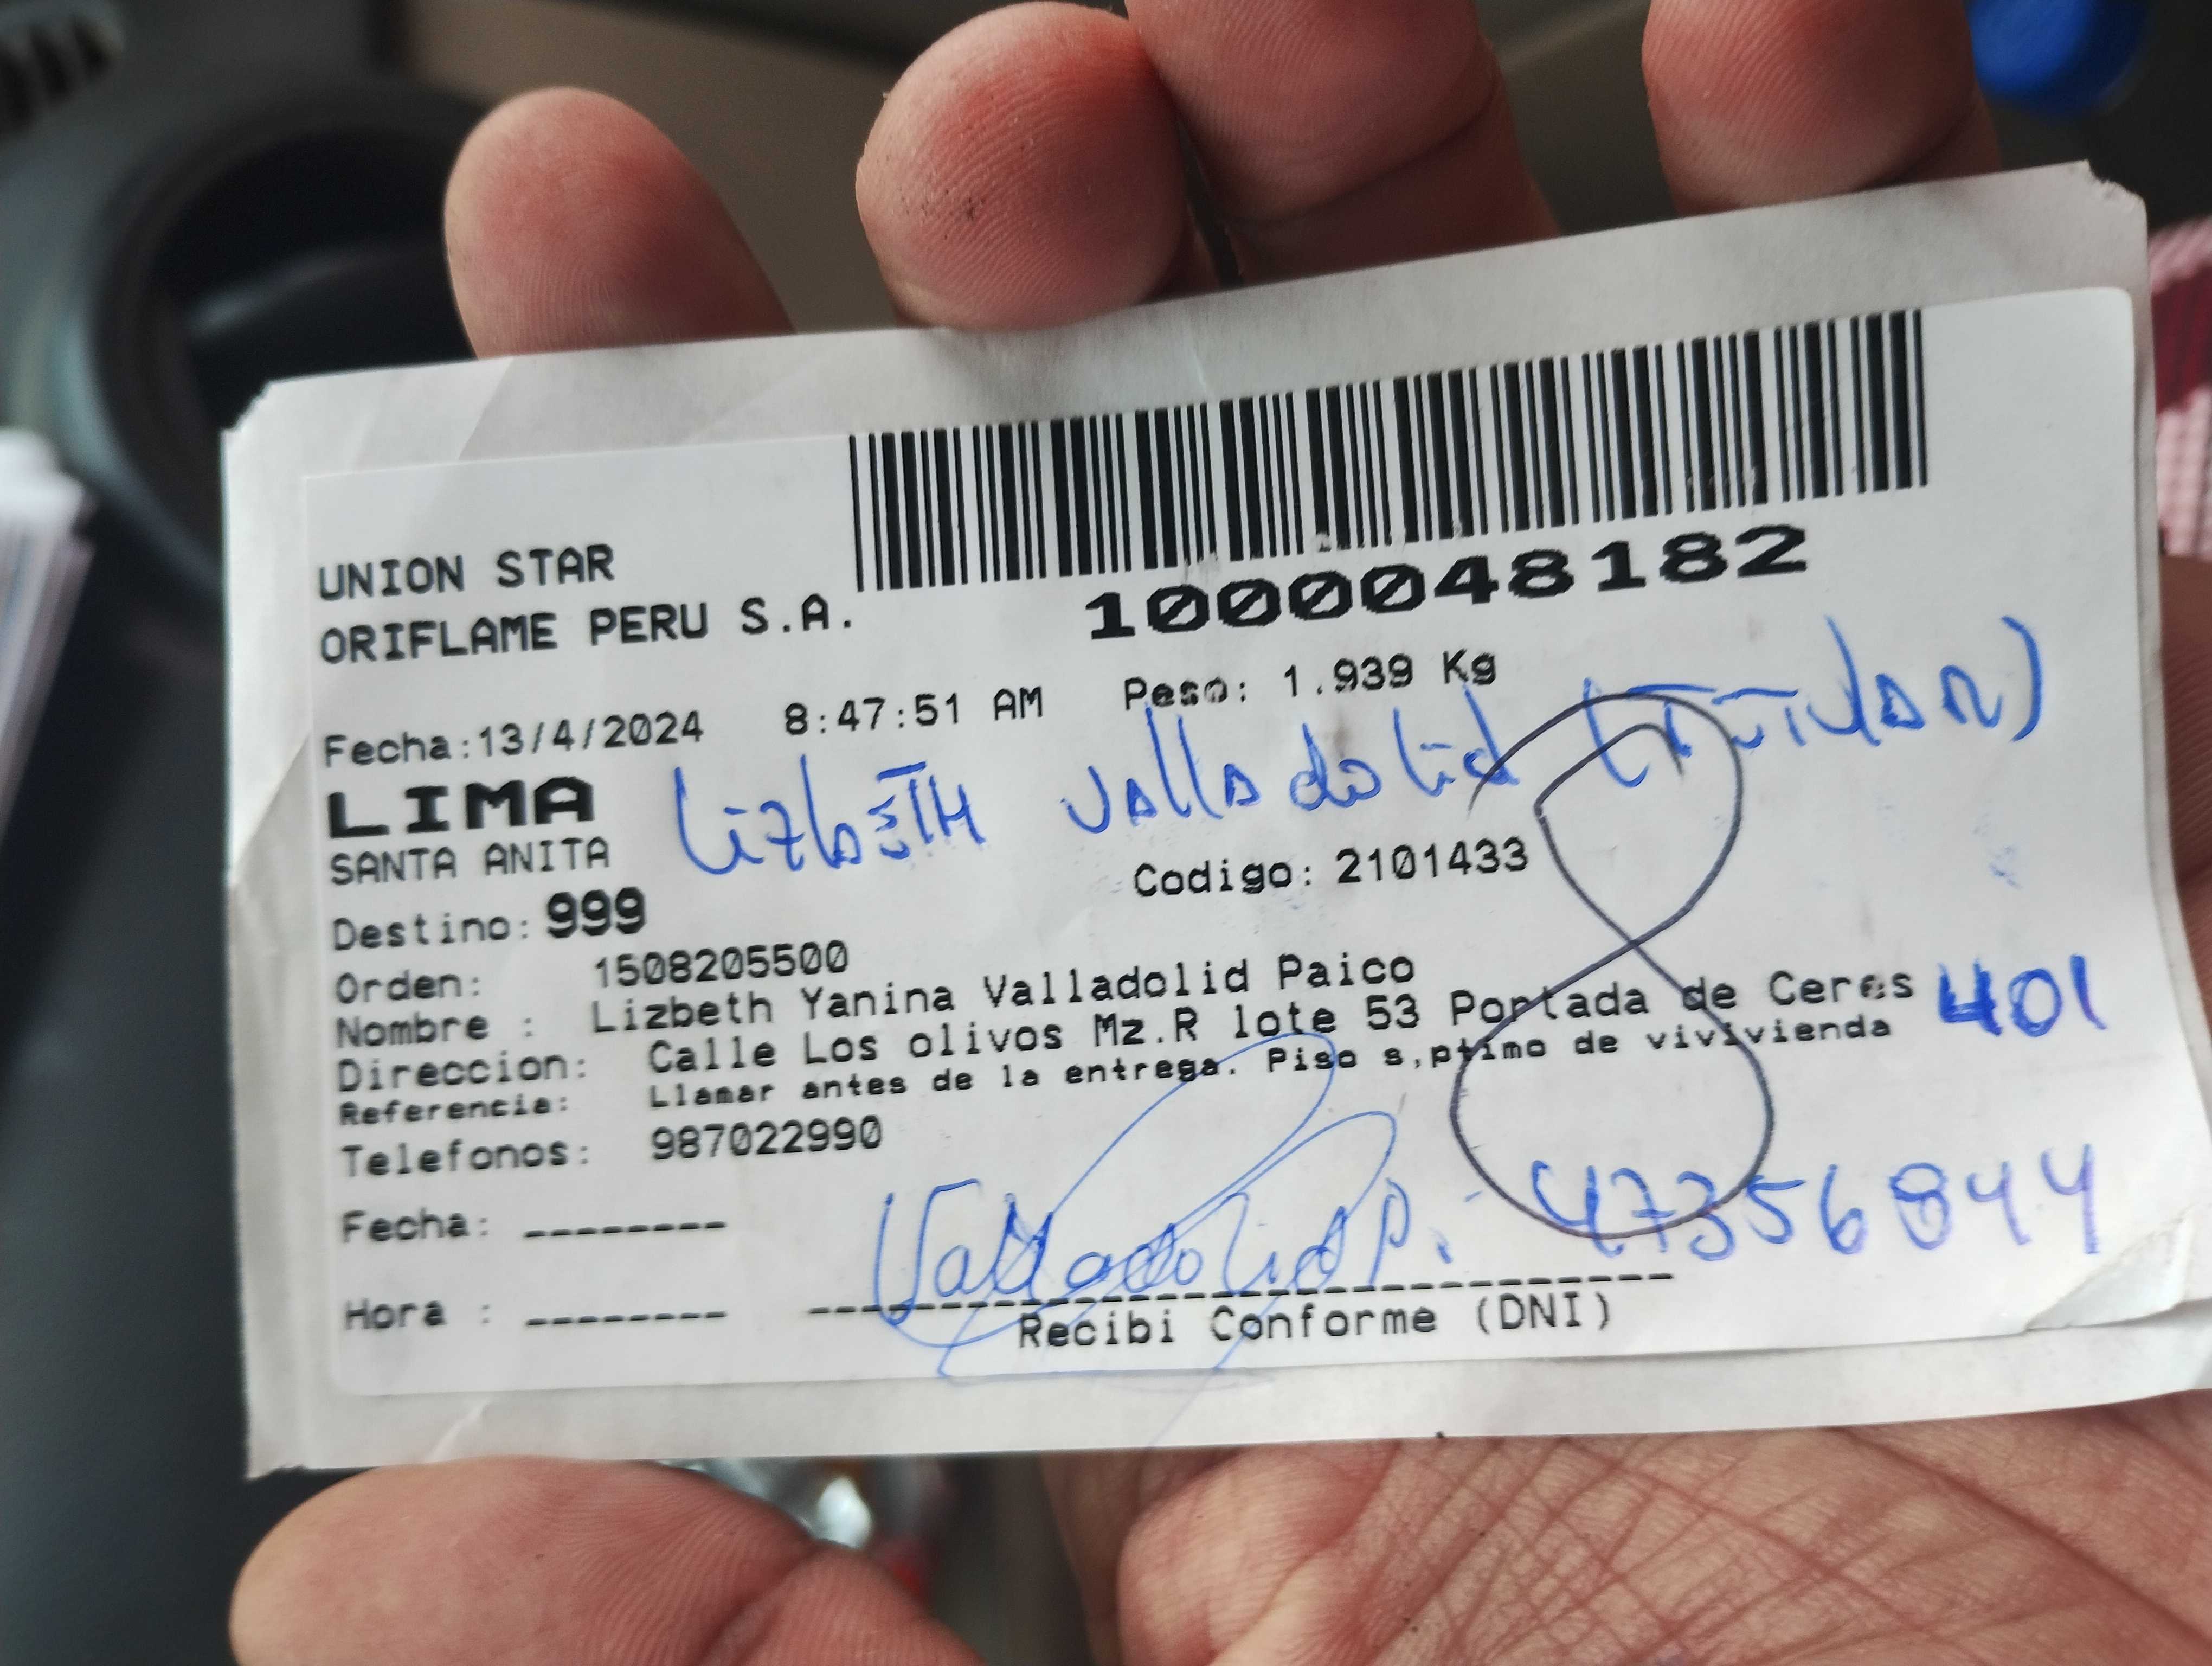 UNION STAR
ORIFLAME PERU S.A.
1000048182
Fecha:13/4/2024 8:47:51 AM Peso: 1.939 Kg
LIMA
Lizbeth Valladolid (titular)
SANTA ANITA
Codigo: 2101433
Destino: 999
Orden: 1508205500
Nombre : Lizbeth Yanina Valladolid Paico
Direccion: Calle Los olivos Mz.R lote 53 Portada de Ceres 401
Referencia: Llamar antes de la entrega. Piso s,ptimo de vivivienda
Telefonos: 987022990
8
Fecha: --------
Valladolid P. 47356844
Hora : --------
Recibi Conforme (DNI)